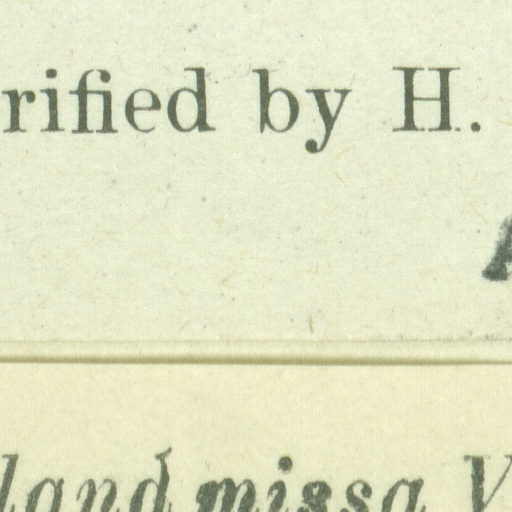 rified by H.
land missa V